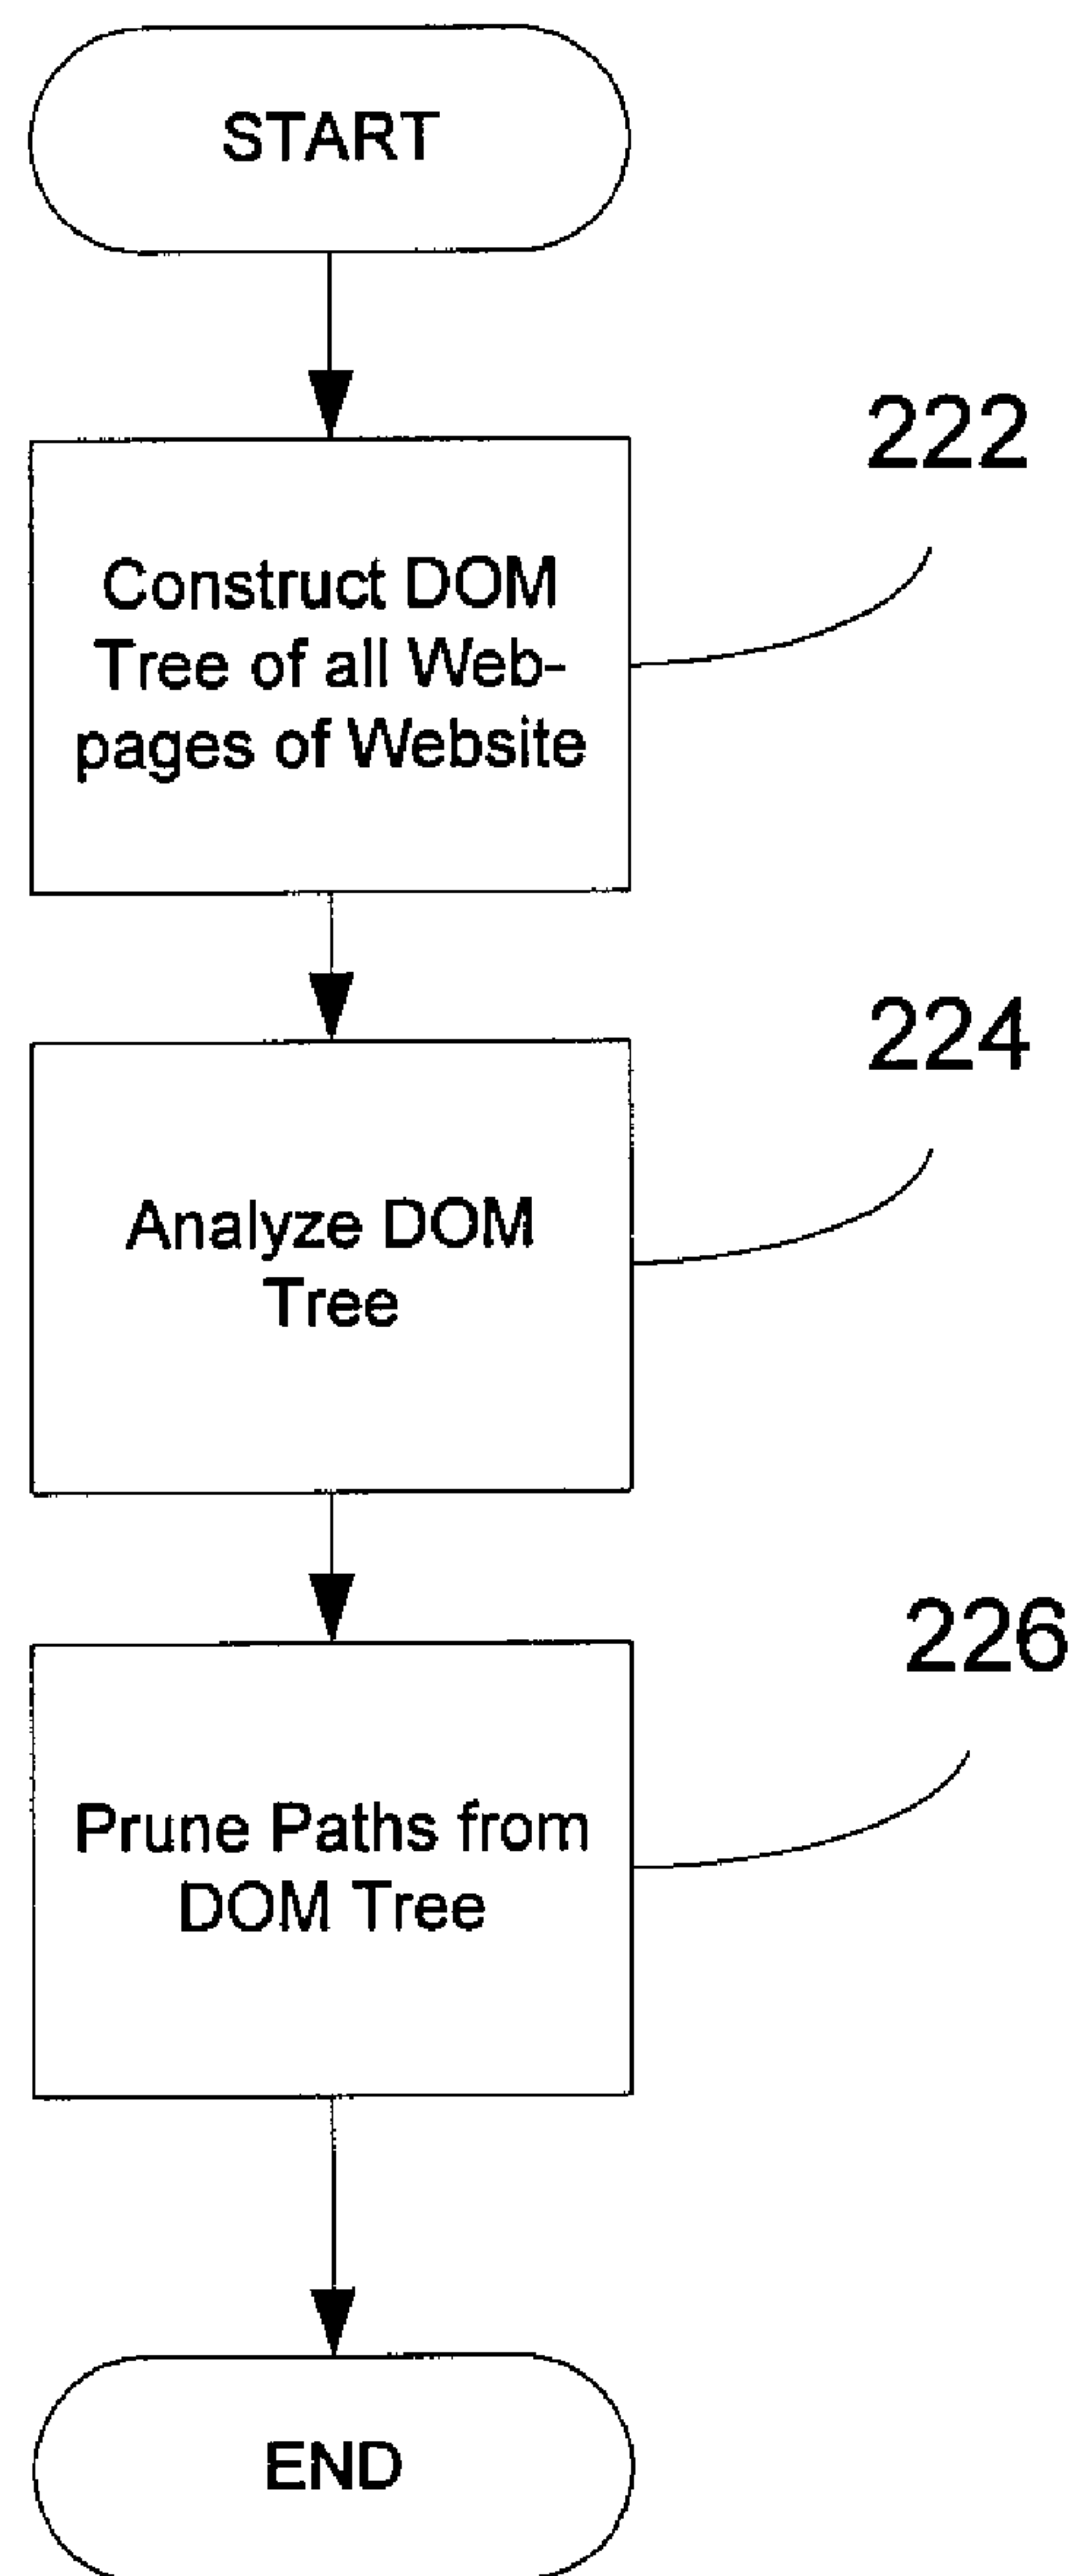 START
222
Construct DOM
Tree of all Web-
pages of Website
224
Analyze DOM
Tree
226
Prune Paths from
DOM Tree
END